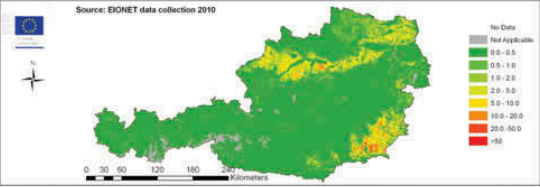 Source: EIONET data collection 2010
N
No Data
Not Applicable
0.0 - 0.5
0.5 - 1.0
1.0 - 2.0
2.0 - 5.0
5.0 - 10.0
10.0 - 20.0
20.0 -50.0
>50
0 30 60 120 180 240
Kilometers